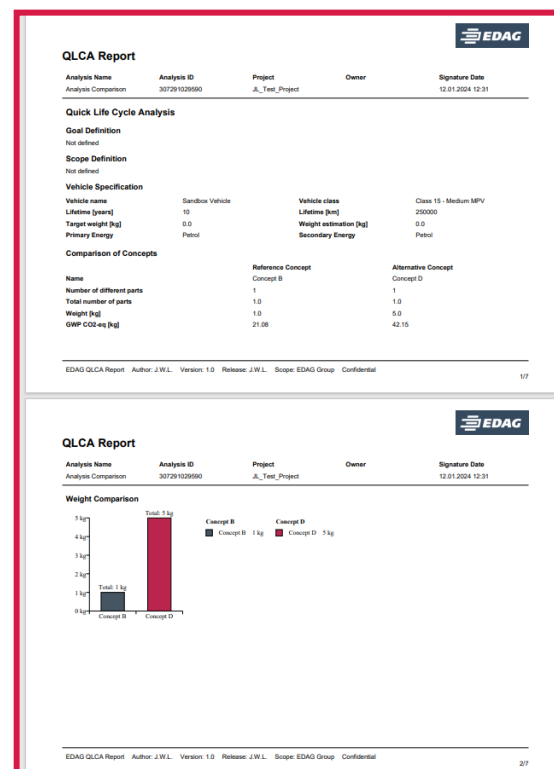 EDAG
QLCA Report
Analysis Name Analysis ID Project Owner Signature Date
Analysis Comparison 307291029590 JL_Test_Project 12.01.2024 12:31
Quick Life Cycle Analysis
Goal Definition
Not defined
Scope Definition
Not defined
Vehicle Specification
Vehicle name Sandbox Vehicle Vehicle class Class 15 - Medium MPV
Lifetime [years] 10 Lifetime [km] 250000
Target weight [kg] 0.0 Weight estimation [kg] 0.0
Primary Energy Petrol Secondary Energy Petrol
Comparison of Concepts
Reference Concept Alternative Concept
Name Concept B Concept D
Number of different parts 1 1
Total number of parts 1.0 1.0
Weight [kg] 1.0 5.0
GWP CO2-eq [kg] 21.08 42.15
EDAG QLCA Report Author: J.W.L. Version: 1.0 Release: J.W.L. Scope: EDAG Group Confidential
1/7
EDAG
QLCA Report
Analysis Name Analysis ID Project Owner Signature Date
Analysis Comparison 307291029590 JL_Test_Project 12.01.2024 12:31
Weight Comparison
5 kg Total: 5 kg Concept B Concept D
Concept B 1 kg Concept D 5 kg
4 kg
3 kg
2 kg
Total: 1 kg
1 kg
0 kg
Concept B Concept D
EDAG QLCA Report Author: J.W.L. Version: 1.0 Release: J.W.L. Scope: EDAG Group Confidential
2/7